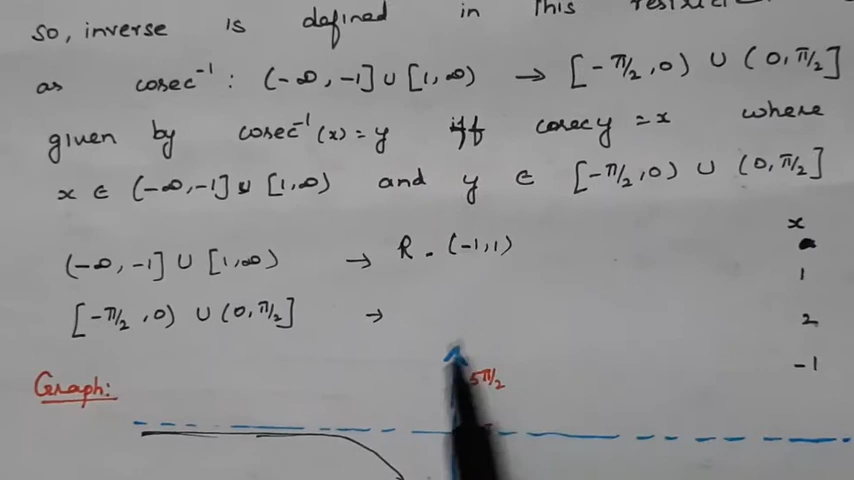 so, inverse is defined in this
as cosec⁻¹ : (-∞, -1] ∪ [1, ∞) → [-π/2, 0) ∪ (0, π/2]
given by cosec⁻¹(x) = y iff cosec y = x where
x ∈ (-∞, -1] ∪ [1, ∞) and y ∈ [-π/2, 0) ∪ (0, π/2]
x
(-∞, -1] ∪ [1, ∞) → R - (-1, 1)
1
[-π/2, 0) ∪ (0, π/2] →
2
-1
Graph:
5π/2